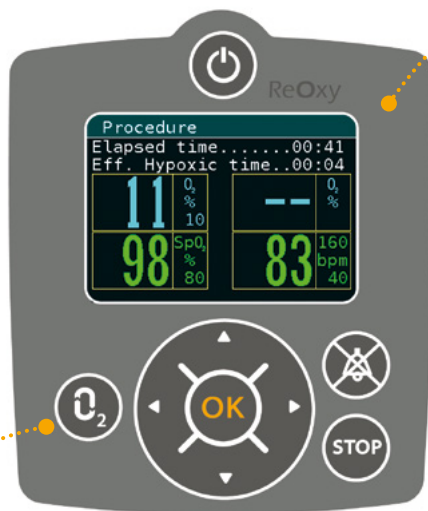 ReOxy
Procedure
Elapsed time.......00:41
Eff. Hypoxic time..00:04
11 O₂ % 10
-- O₂ %
98 SpO₂ % 80
83 160 bpm 40
O₂
OK
STOP